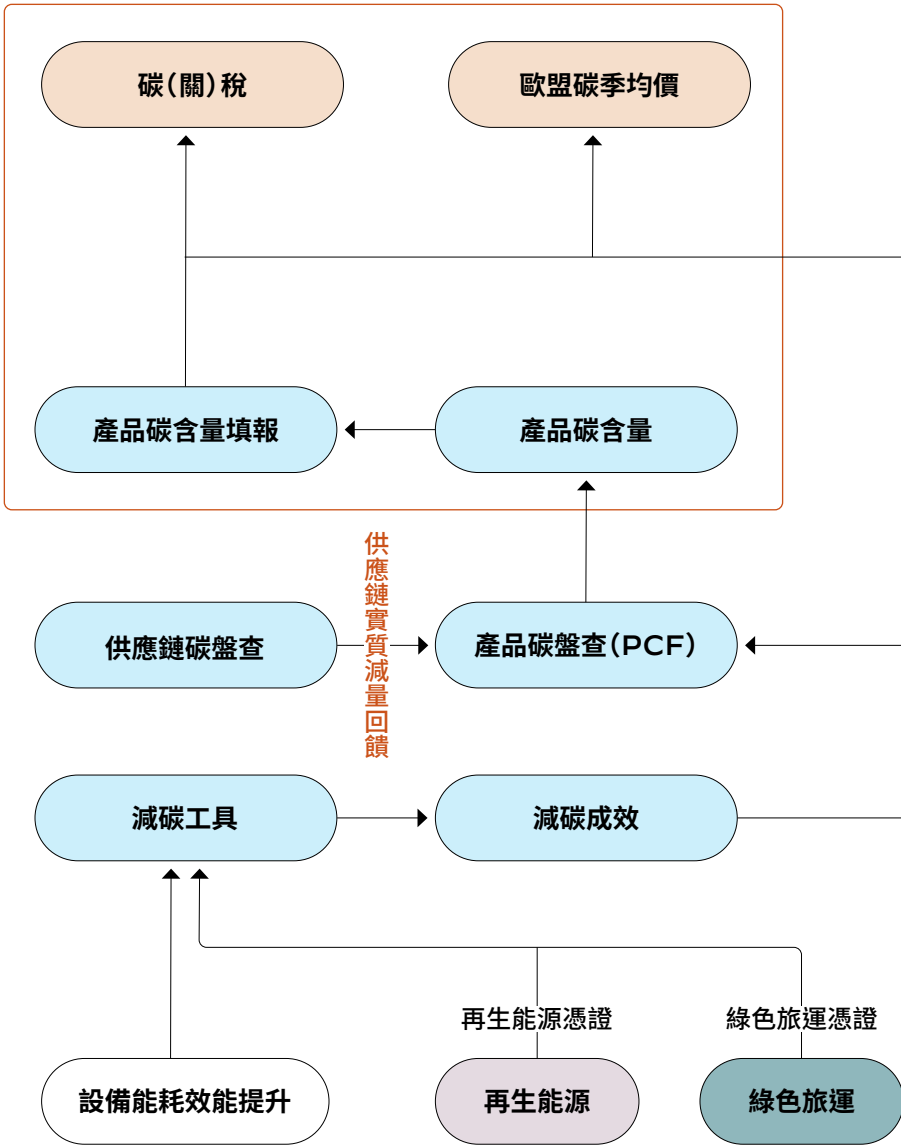 碳(關)稅
歐盟碳季均價
產品碳含量填報
產品碳含量
供應鏈實質減量回饋
供應鏈碳盤查
產品碳盤查(PCF)
減碳工具
減碳成效
再生能源憑證
綠色旅運憑證
設備能耗效能提升
再生能源
綠色旅運